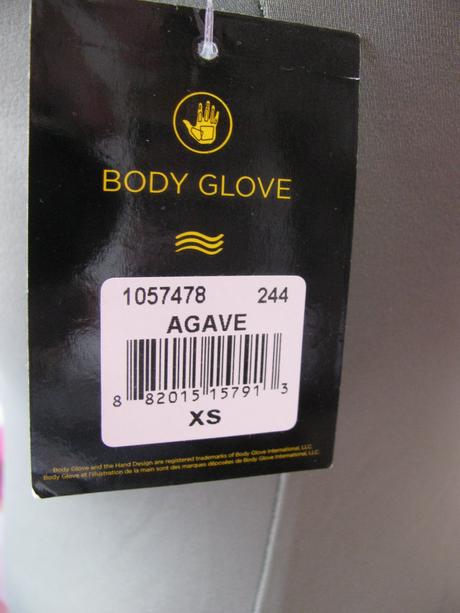 BODY GLOVE
1057478 244
AGAVE
8 82015 15791 3
XS
Body Glove and the Hand Design are registered trademarks of Body Glove International, LLC.
Body Glove et l'illustration de la main sont des marques déposées de Body Glove International, LLC.